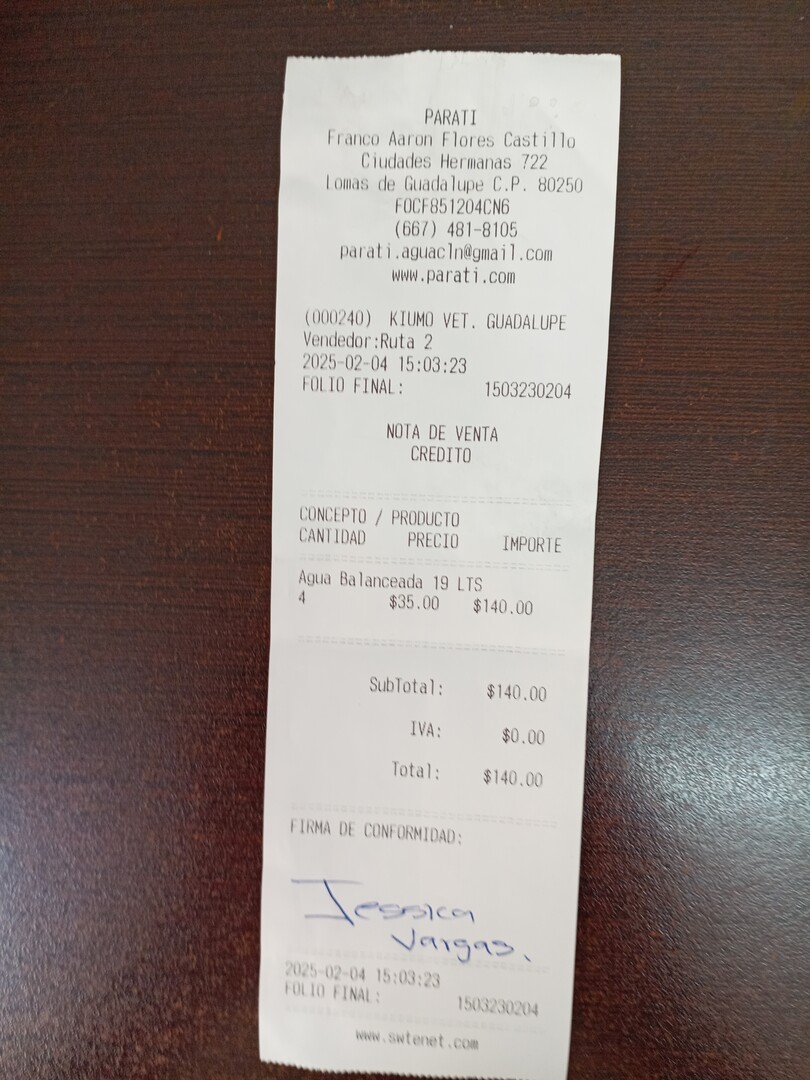 PARATI
Franco Aaron Flores Castillo
Ciudades Hermanas 722
Lomas de Guadalupe C.P. 80250
FOCF851204CN6
(667) 481-8105
parati.aguacln@gmail.com
www.parati.com
(000240) KIUMO VET. GUADALUPE
Vendedor:Ruta 2
2025-02-04 15:03:23
FOLIO FINAL: 1503230204
NOTA DE VENTA
CREDITO
CONCEPTO / PRODUCTO
CANTIDAD PRECIO IMPORTE
Agua Balanceada 19 LTS
4 $35.00 $140.00
SubTotal: $140.00
IVA: $0.00
Total: $140.00
FIRMA DE CONFORMIDAD:
Jessica
Vargas.
2025-02-04 15:03:23
FOLIO FINAL: 1503230204
www.swtenet.com